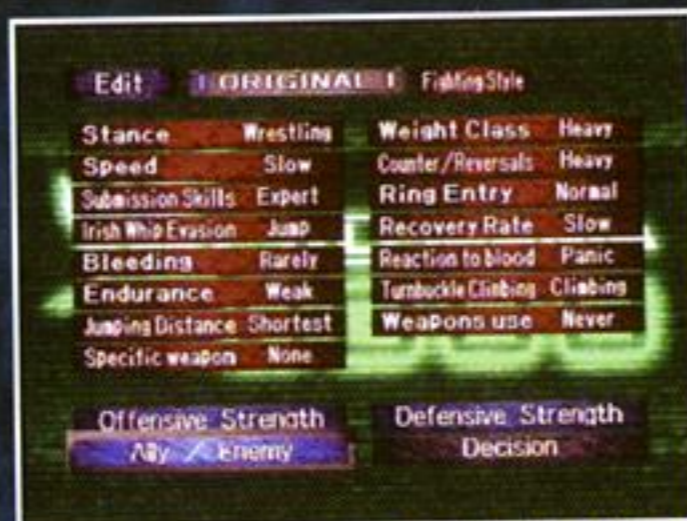 Edit ORIGINAL 1 Fighting Style
Stance Wrestling
Speed Slow
Submission Skills Expert
Irish Whip Evasion Jump
Bleeding Rarely
Endurance Weak
Jumping Distance Shortest
Specific weapon None
Weight Class Heavy
Counter/Reversals Heavy
Ring Entry Normal
Recovery Rate Slow
Reaction to blood Panic
Turnbuckle Climbing Climbing
Weapons use Never
Offensive Strength
Defensive Strength
Ally / Enemy
Decision